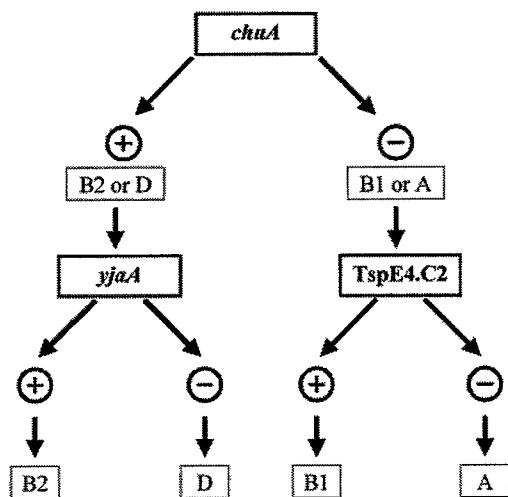 chuA
+
−
B2 or D
B1 or A
yjaA
TspE4.C2
+
−
+
−
B2
D
B1
A